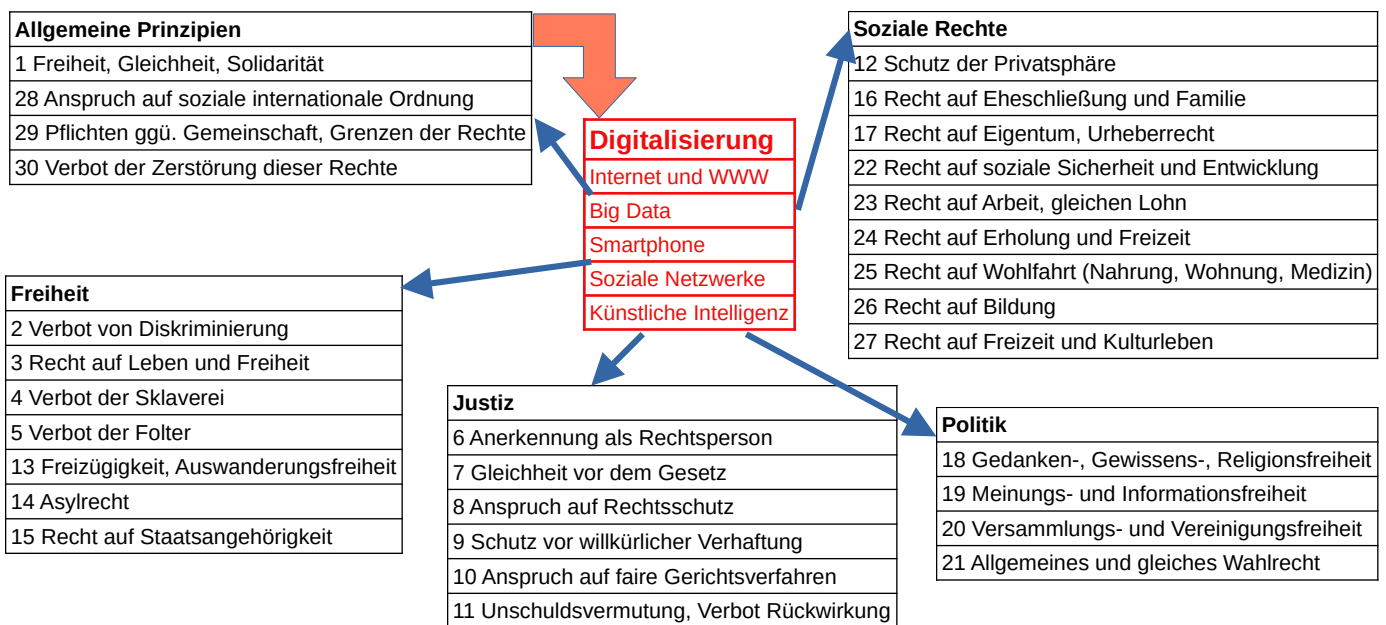 Allgemeine Prinzipien
1 Freiheit, Gleichheit, Solidarität
28 Anspruch auf soziale internationale Ordnung
29 Pflichten ggü. Gemeinschaft, Grenzen der Rechte
30 Verbot der Zerstörung dieser Rechte
Digitalisierung
Internet und WWW
Big Data
Smartphone
Soziale Netzwerke
Künstliche Intelligenz
Soziale Rechte
12 Schutz der Privatsphäre
16 Recht auf Eheschließung und Familie
17 Recht auf Eigentum, Urheberrecht
22 Recht auf soziale Sicherheit und Entwicklung
23 Recht auf Arbeit, gleichen Lohn
24 Recht auf Erholung und Freizeit
25 Recht auf Wohlfahrt (Nahrung, Wohnung, Medizin)
26 Recht auf Bildung
27 Recht auf Freizeit und Kulturleben
Freiheit
2 Verbot von Diskriminierung
3 Recht auf Leben und Freiheit
4 Verbot der Sklaverei
5 Verbot der Folter
13 Freizügigkeit, Auswanderungsfreiheit
14 Asylrecht
15 Recht auf Staatsangehörigkeit
Justiz
6 Anerkennung als Rechtsperson
7 Gleichheit vor dem Gesetz
8 Anspruch auf Rechtsschutz
9 Schutz vor willkürlicher Verhaftung
10 Anspruch auf faire Gerichtsverfahren
11 Unschuldsvermutung, Verbot Rückwirkung
Politik
18 Gedanken-, Gewissens-, Religionsfreiheit
19 Meinungs- und Informationsfreiheit
20 Versammlungs- und Vereinigungsfreiheit
21 Allgemeines und gleiches Wahlrecht